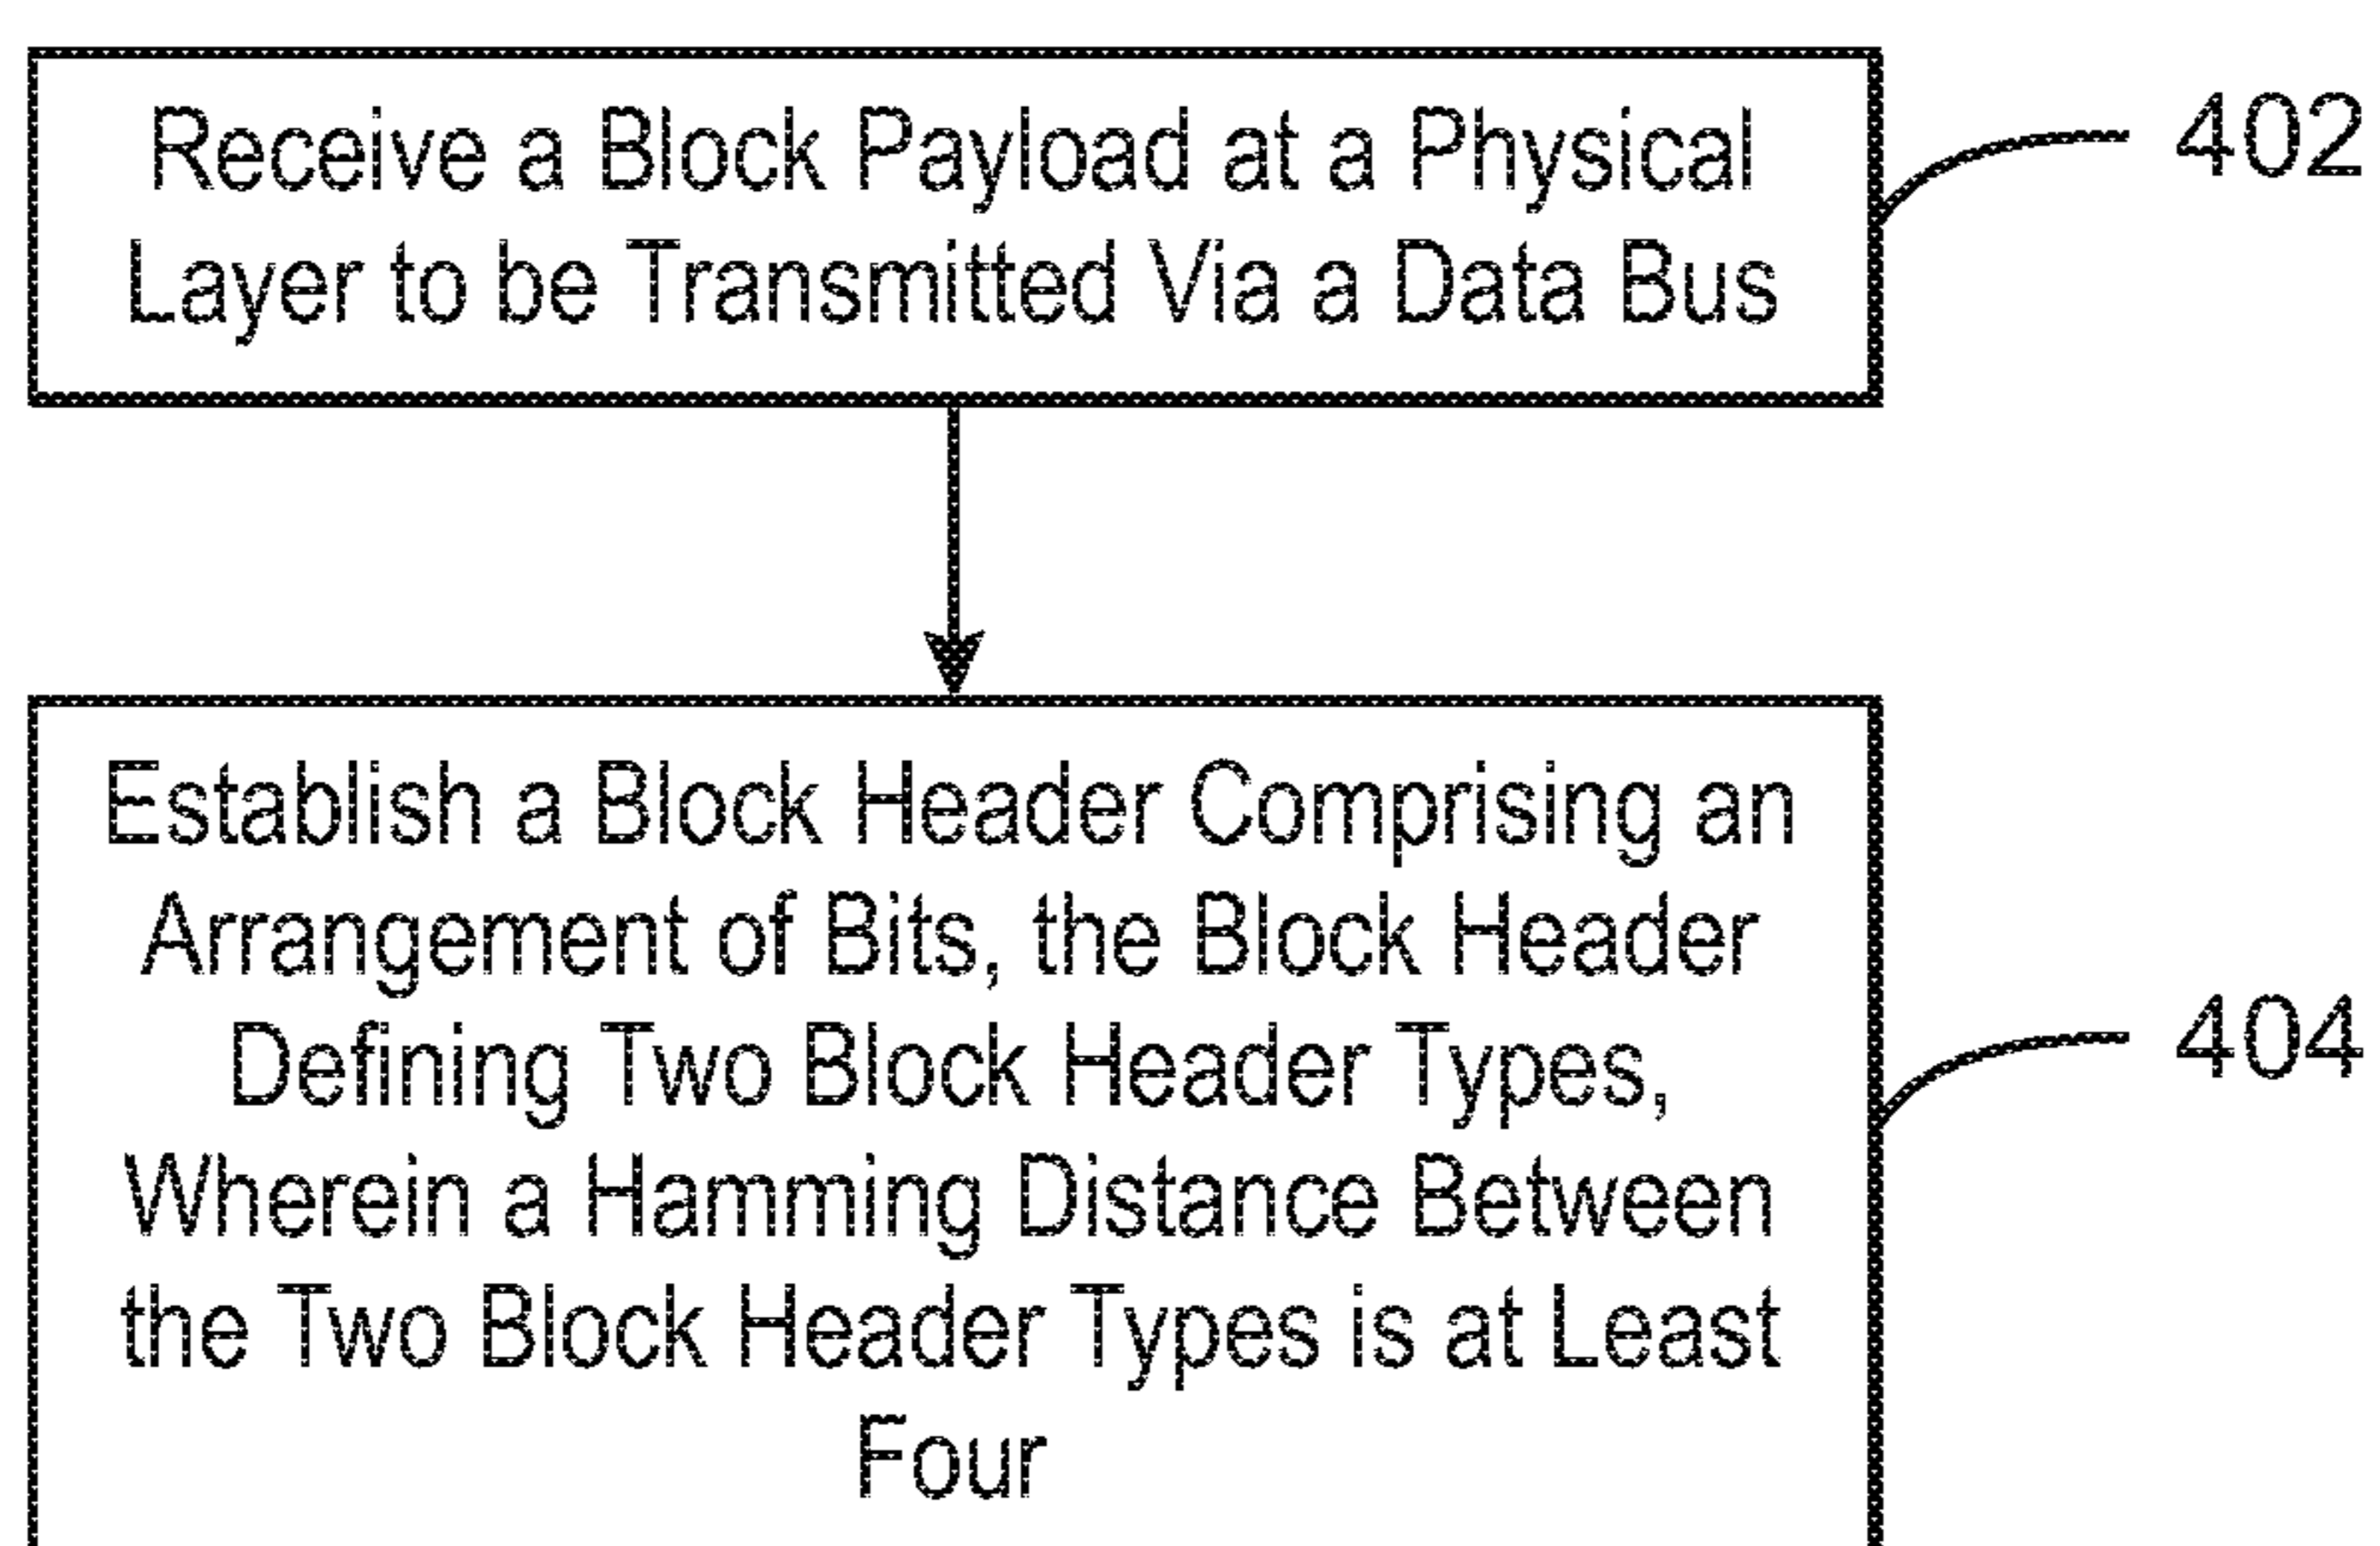 Receive a Block Payload at a Physical
Layer to be Transmitted Via a Data Bus
402
Establish a Block Header Comprising an
Arrangement of Bits, the Block Header
Defining Two Block Header Types,
Wherein a Hamming Distance Between
the Two Block Header Types is at Least
Four
404